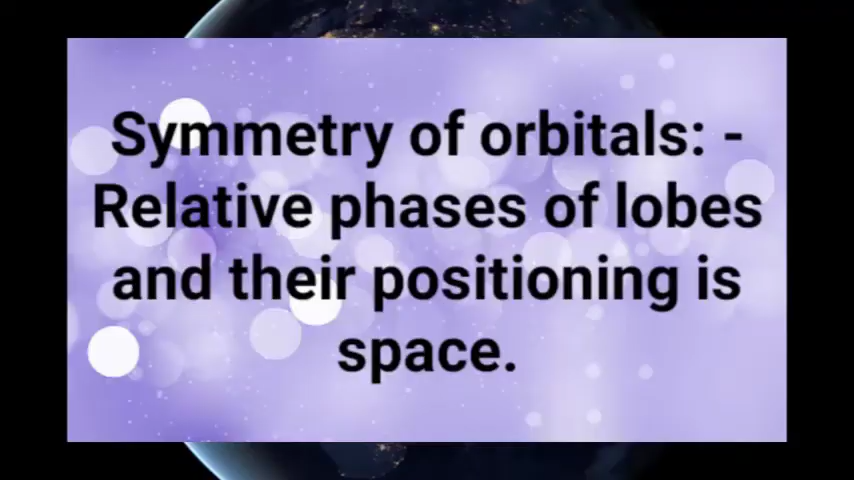 Symmetry of orbitals: -
Relative phases of lobes
and their positioning is
space.